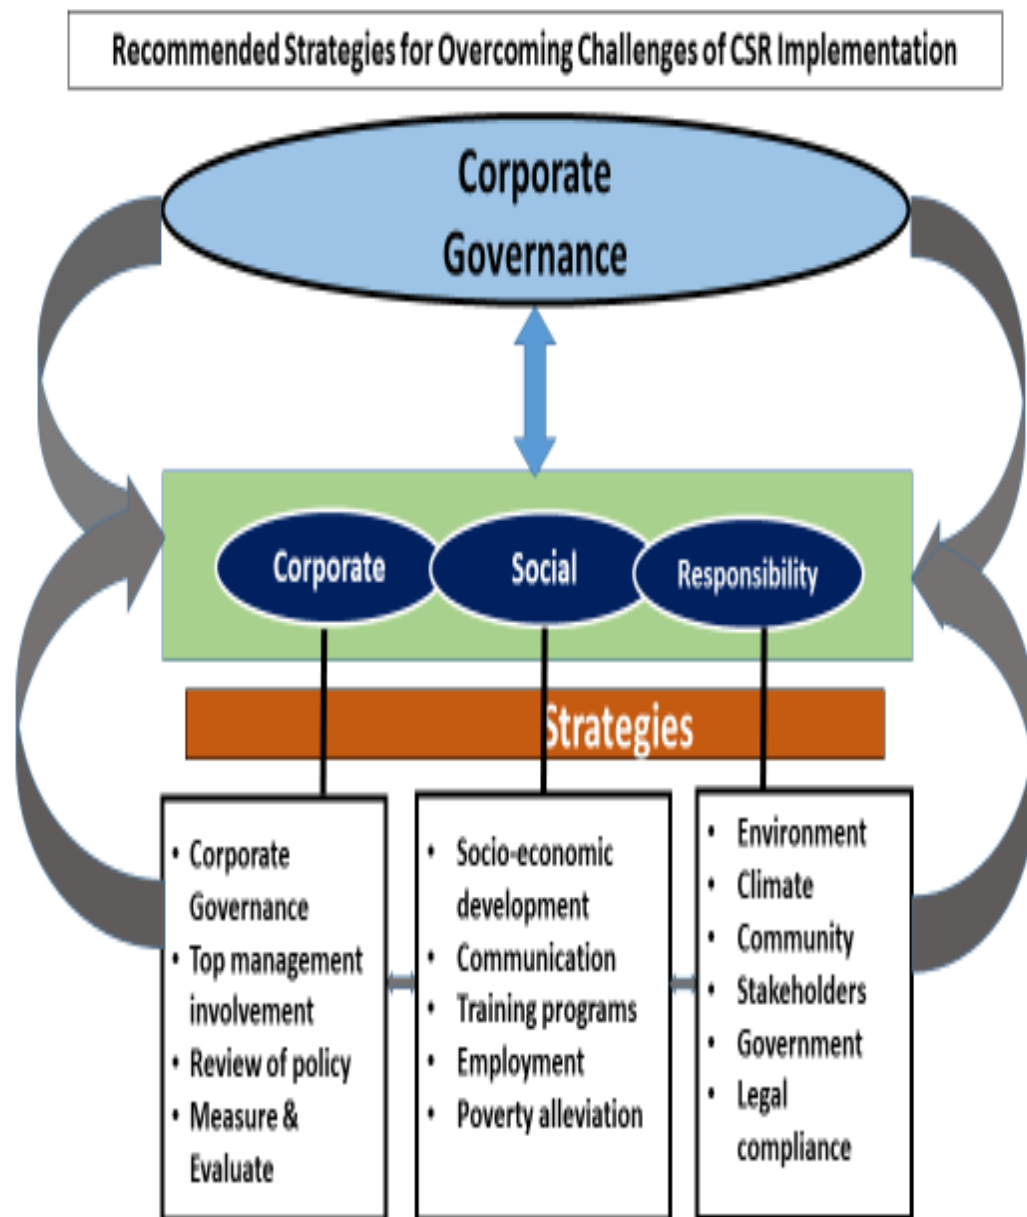 Recommended Strategies for Overcoming Challenges of CSR Implementation
Corporate
Governance
Corporate
Social
Responsibility
Strategies
• Corporate
Governance
• Top management
involvement
• Review of policy
• Measure &
Evaluate
• Socio-economic
development
• Communication
• Training programs
• Employment
• Poverty alleviation
• Environment
• Climate
• Community
• Stakeholders
• Government
• Legal
compliance